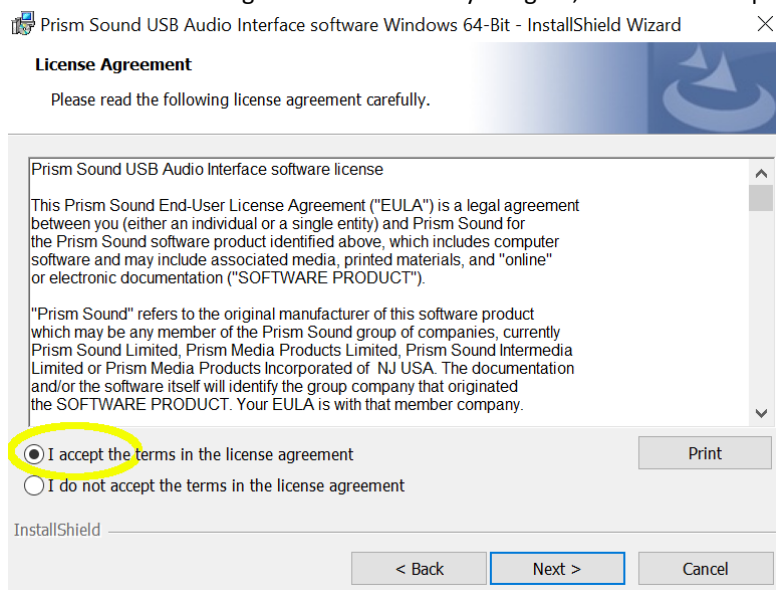 Prism Sound USB Audio Interface software Windows 64-Bit - InstallShield Wizard
License Agreement
Please read the following license agreement carefully.
Prism Sound USB Audio Interface software license
This Prism Sound End-User License Agreement ("EULA") is a legal agreement
between you (either an individual or a single entity) and Prism Sound for
the Prism Sound software product identified above, which includes computer
software and may include associated media, printed materials, and "online"
or electronic documentation ("SOFTWARE PRODUCT").
"Prism Sound" refers to the original manufacturer of this software product
which may be any member of the Prism Sound group of companies, currently
Prism Sound Limited, Prism Media Products Limited, Prism Sound Intermedia
Limited or Prism Media Products Incorporated of  NJ USA. The documentation
and/or the software itself will identify the group company that originated
the SOFTWARE PRODUCT. Your EULA is with that member company.
I accept the terms in the license agreement
Print
I do not accept the terms in the license agreement
InstallShield
< Back
Next >
Cancel